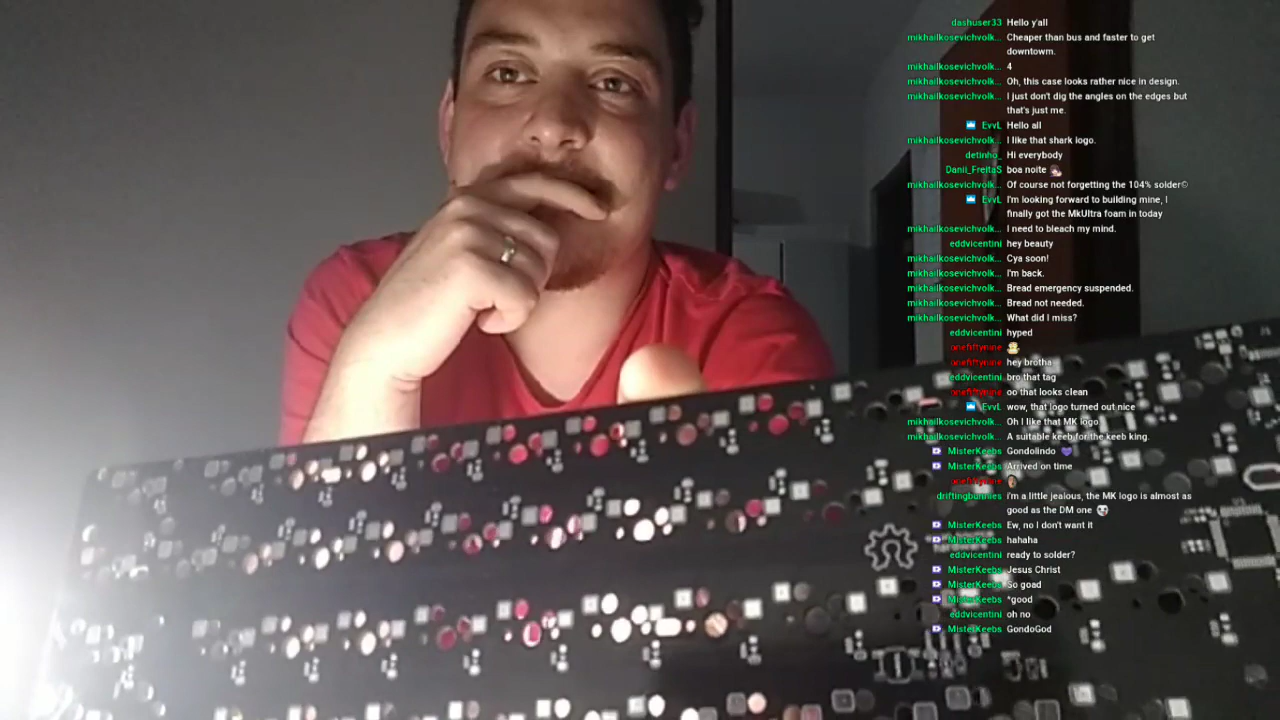 dashuser33 Hello y'all
mikhailkosevichvolk... Cheaper than bus and faster to get
downtowm.
mikhailkosevichvolk... 4
mikhailkosevichvolk... Oh, this case looks rather nice in design.
mikhailkosevichvolk... I just don't dig the angles on the edges but
that's just me.
EvvL Hello all
mikhailkosevichvolk... I like that shark logo.
detinho_ Hi everybody
Danii_FreitaS boa noite
mikhailkosevichvolk... Of course not forgetting the 104% solder©
EvvL I'm looking forward to building mine, I
finally got the MkUltra foam in today
mikhailkosevichvolk... I need to bleach my mind.
eddvicentini hey beauty
mikhailkosevichvolk... Cya soon!
mikhailkosevichvolk... I'm back.
mikhailkosevichvolk... Bread emergency suspended.
mikhailkosevichvolk... Bread not needed.
mikhailkosevichvolk... What did I miss?
eddvicentini hyped
onefiftynine
onefiftynine hey brotha
eddvicentini bro that tag
onefiftynine oo that looks clean
EvvL wow, that logo turned out nice
mikhailkosevichvolk... Oh I like that MK logo
mikhailkosevichvolk... A suitable keeb for the keeb king.
MisterKeebs Gondolindo 💜
MisterKeebs Arrived on time
onefiftynine
driftingbunnies i'm a little jealous, the MK logo is almost as
good as the DM one
MisterKeebs Ew, no I don't want it
MisterKeebs hahaha
eddvicentini ready to solder?
MisterKeebs Jesus Christ
MisterKeebs So goad
MisterKeebs *good
eddvicentini oh no
MisterKeebs GondoGod